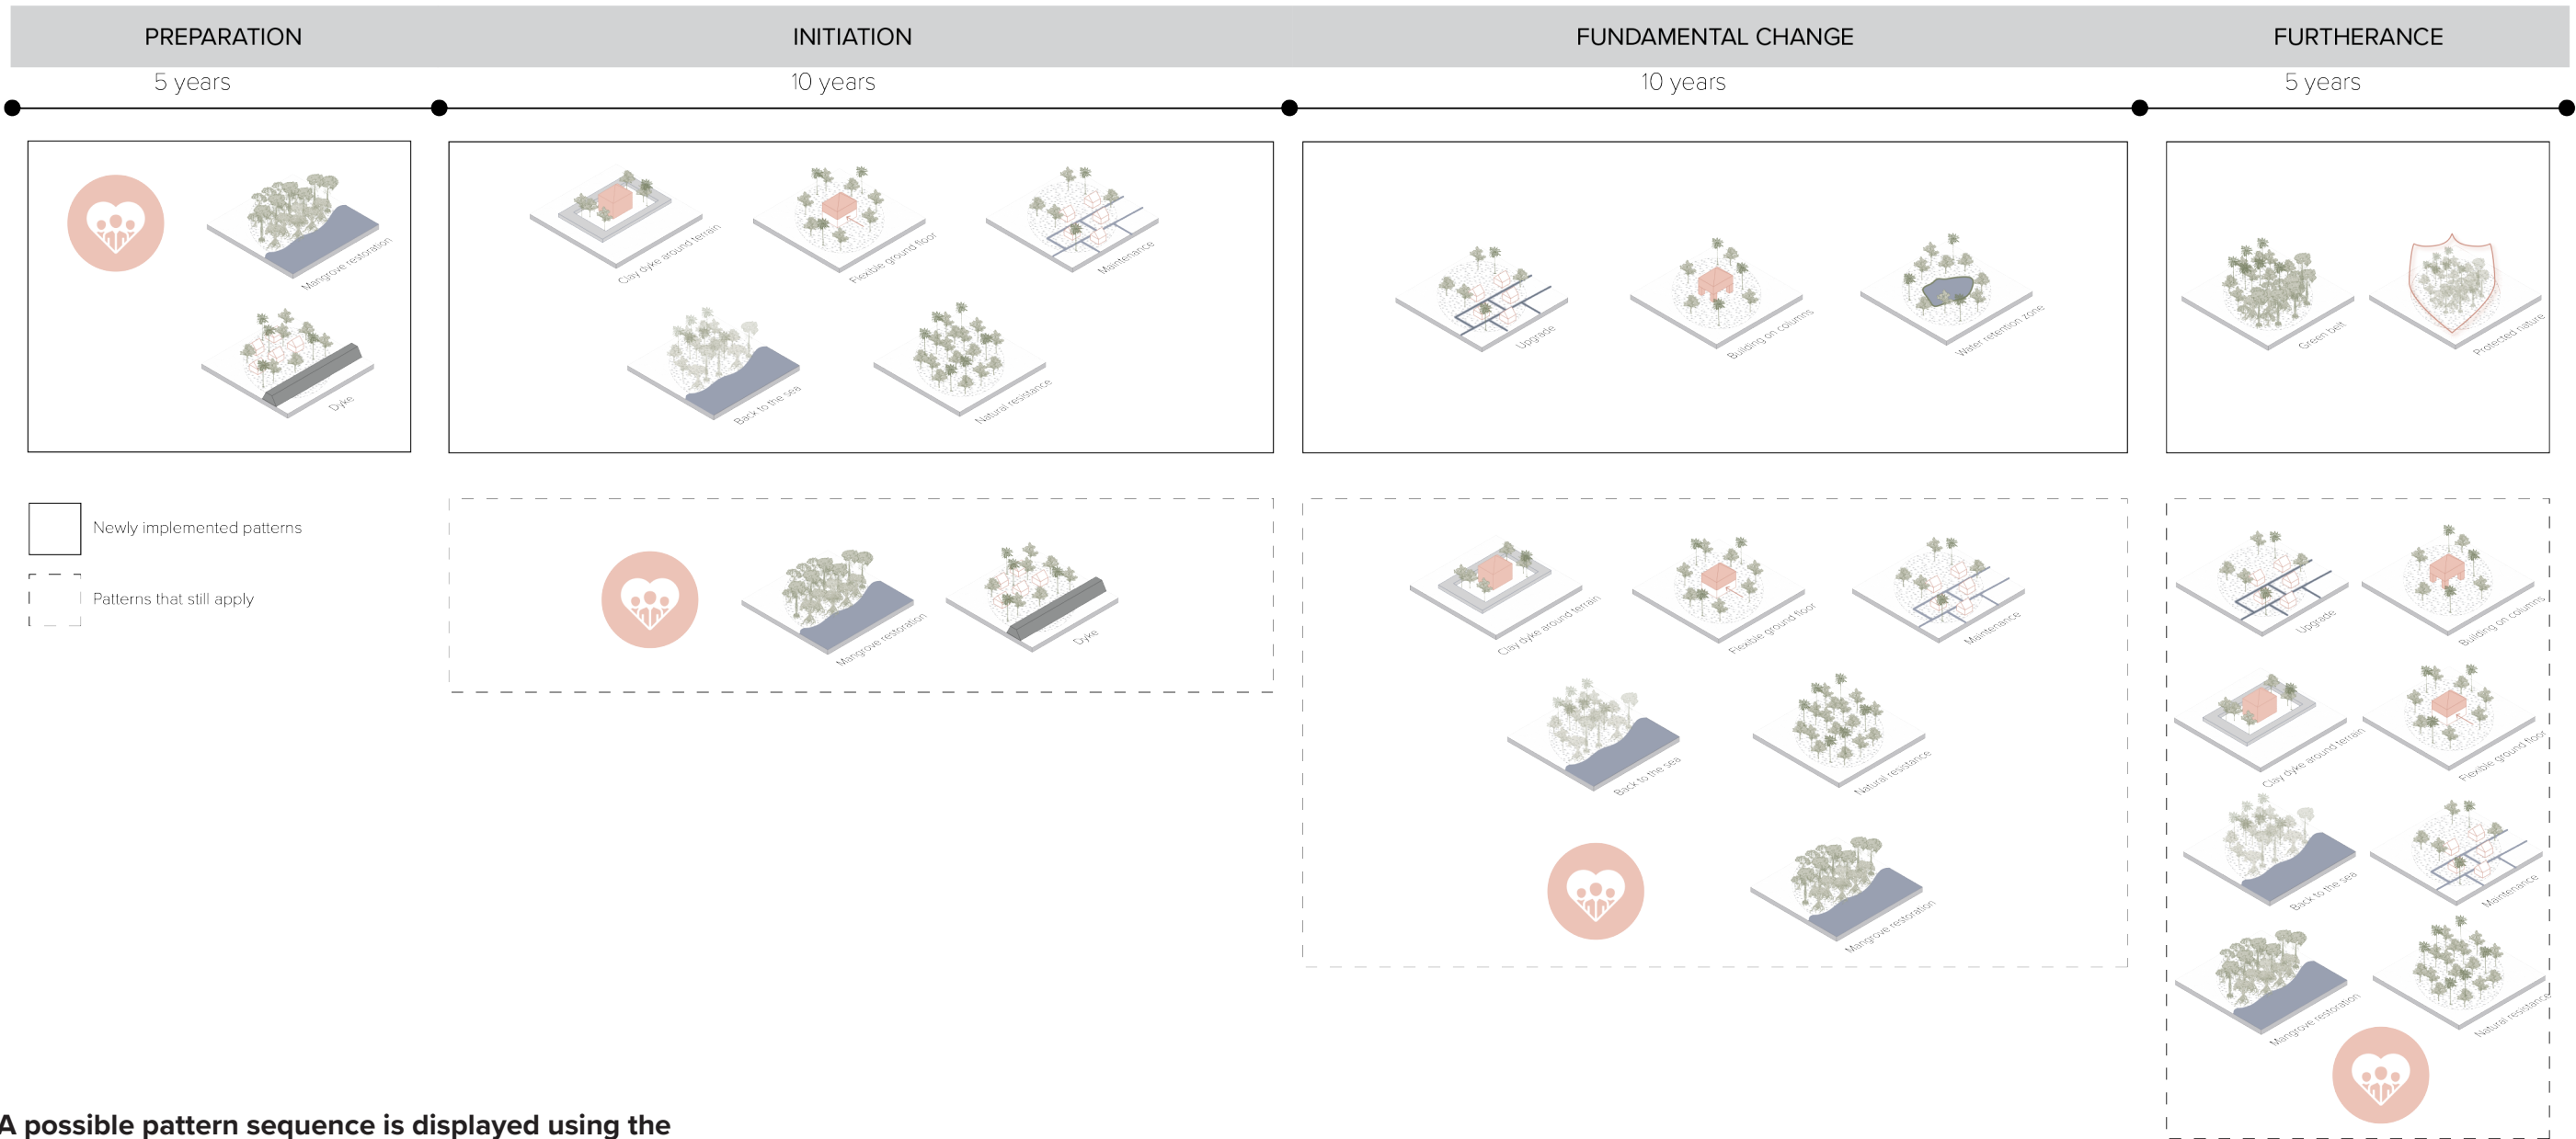 PREPARATION
INITIATION
FUNDAMENTAL CHANGE
FURTHERANCE
5 years
10 years
10 years
5 years
Mangrove restoration
Dyke
Clay dyke around terrain
Flexible ground floor
Maintenance
Back to the sea
Natural resistance
Upgrade
Building on columns
Water retention zone
Green belt
Protected nature
Newly implemented patterns
Patterns that still apply
Mangrove restoration
Dyke
Clay dyke around terrain
Flexible ground floor
Maintenance
Back to the sea
Natural resistance
Mangrove restoration
Upgrade
Building on columns
Clay dyke around terrain
Flexible ground floor
Back to the sea
Maintenance
Mangrove restoration
Natural resistance
A possible pattern sequence is displayed using the